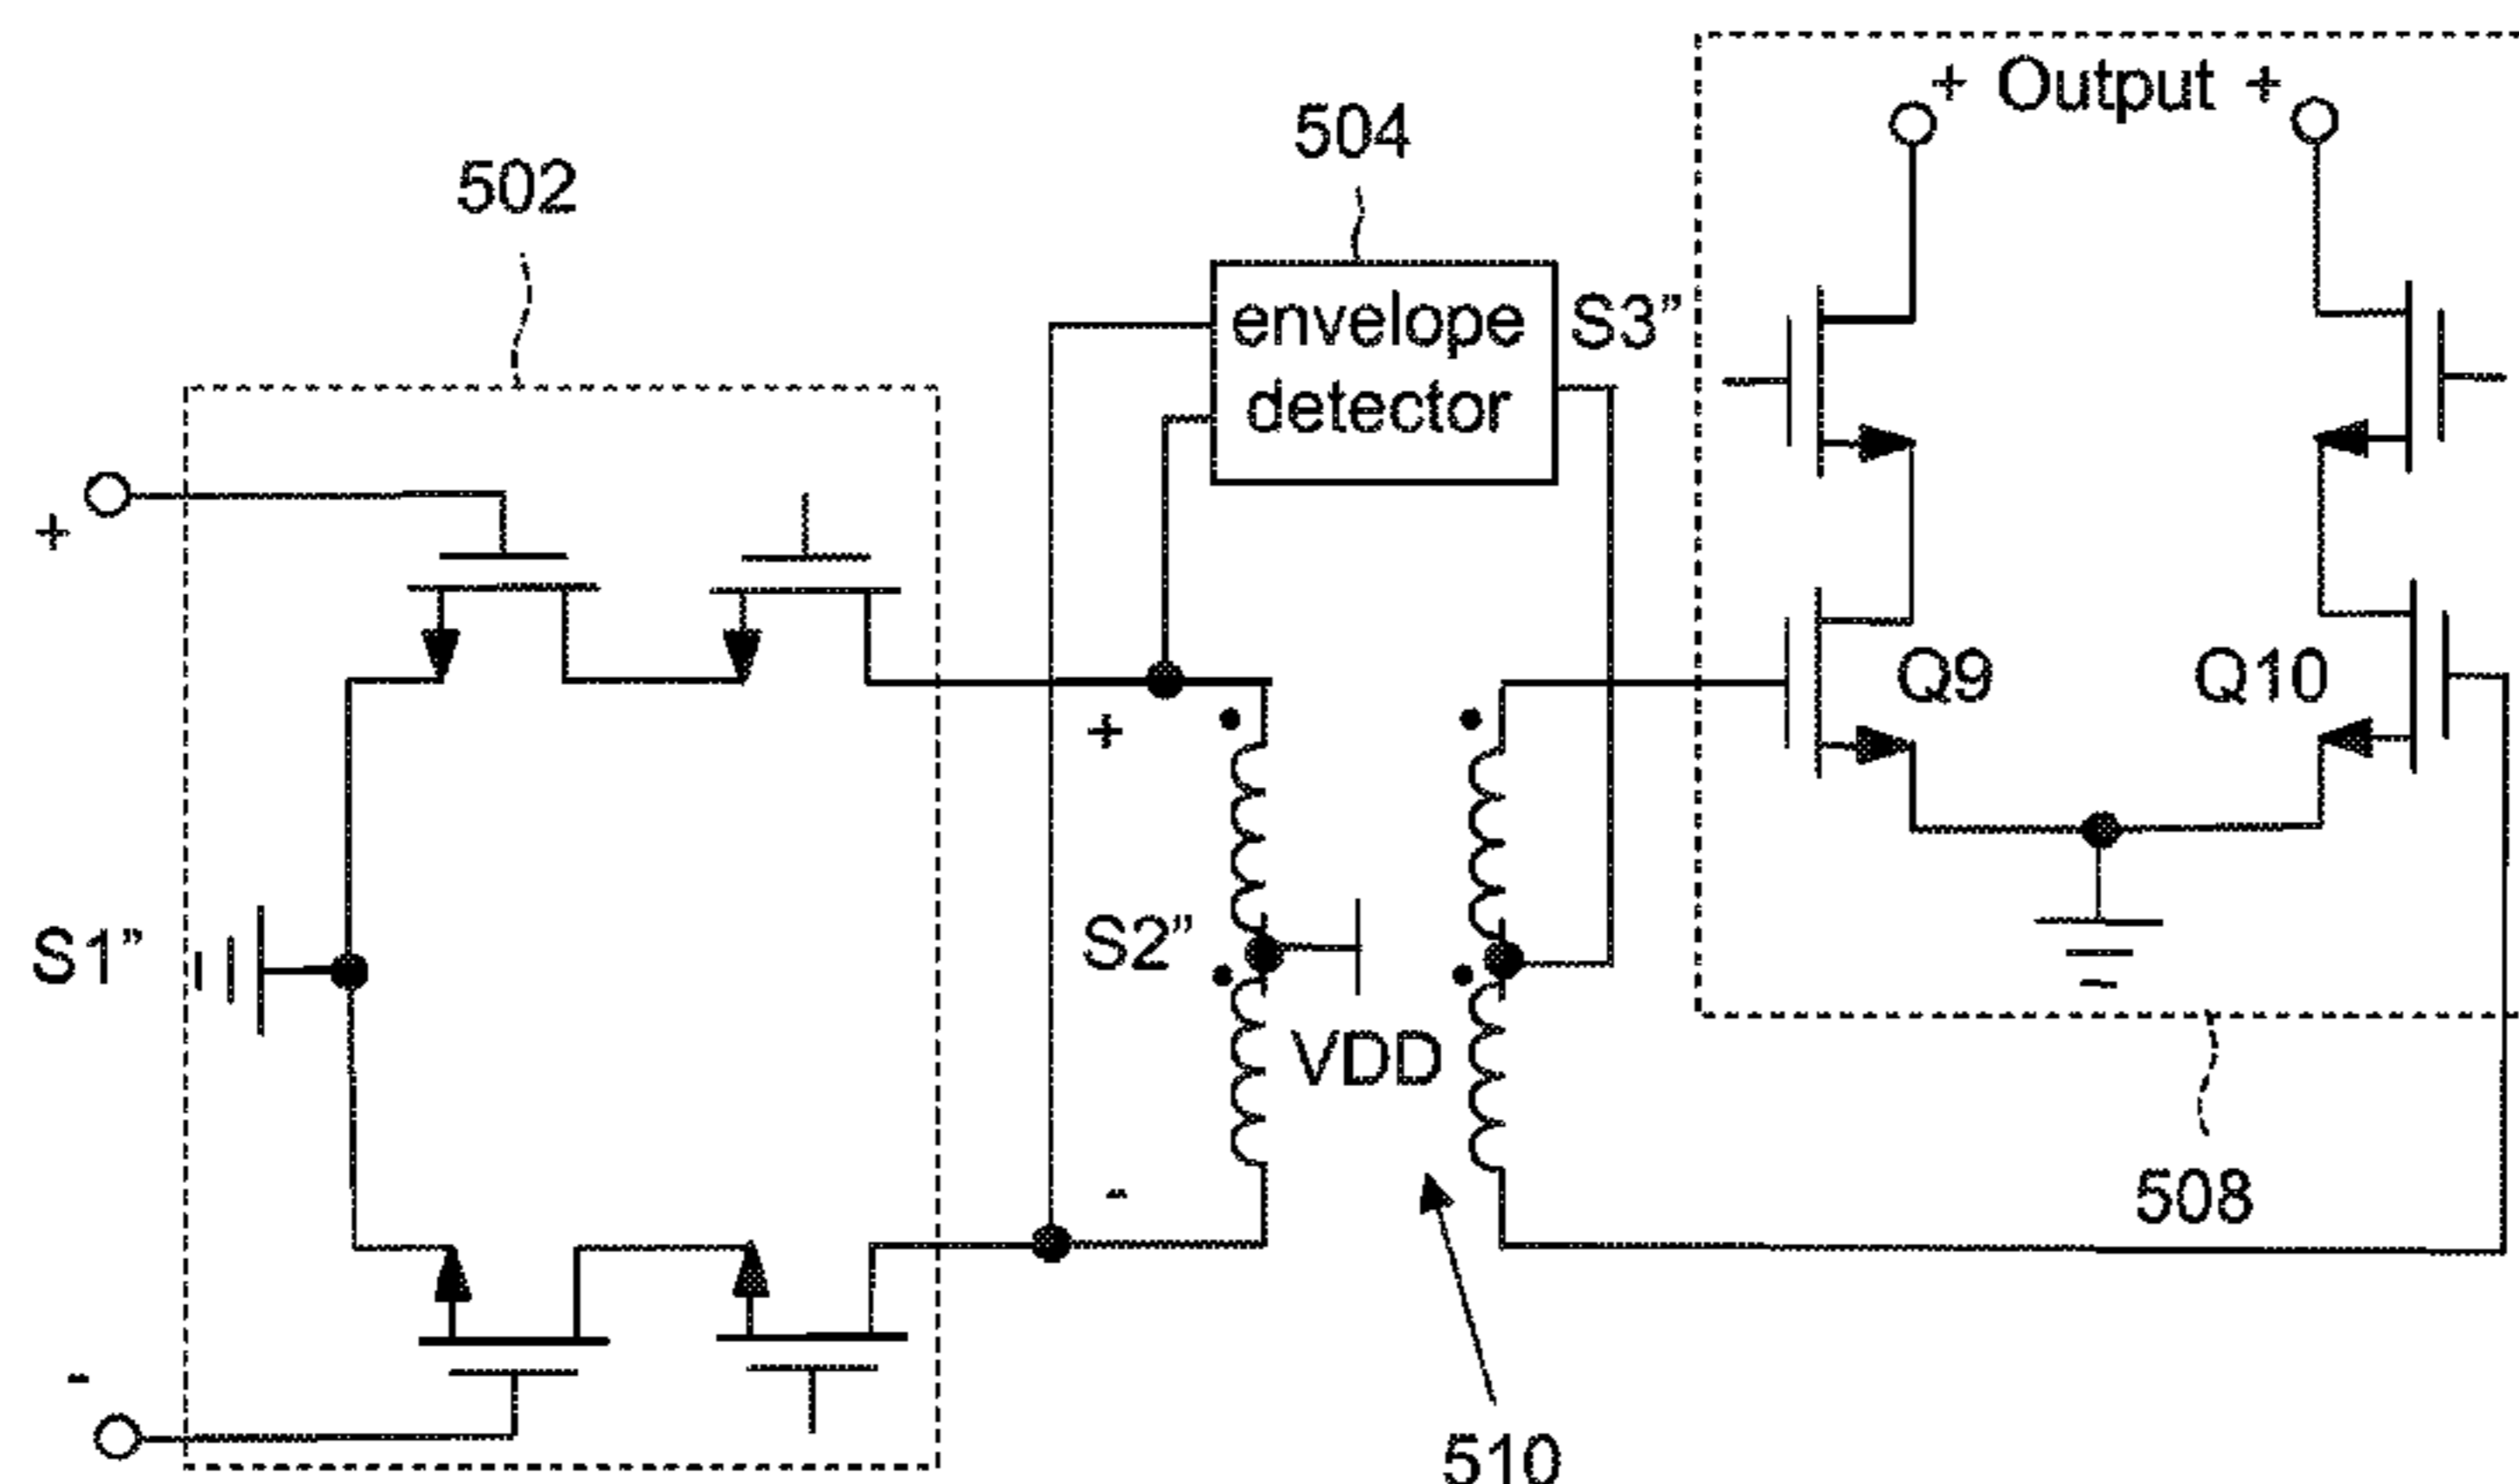 + Output +
504
502
envelope
detector
S3”
+
Q9
Q10
+
S1”
S2”
VDD
-
508
-
510